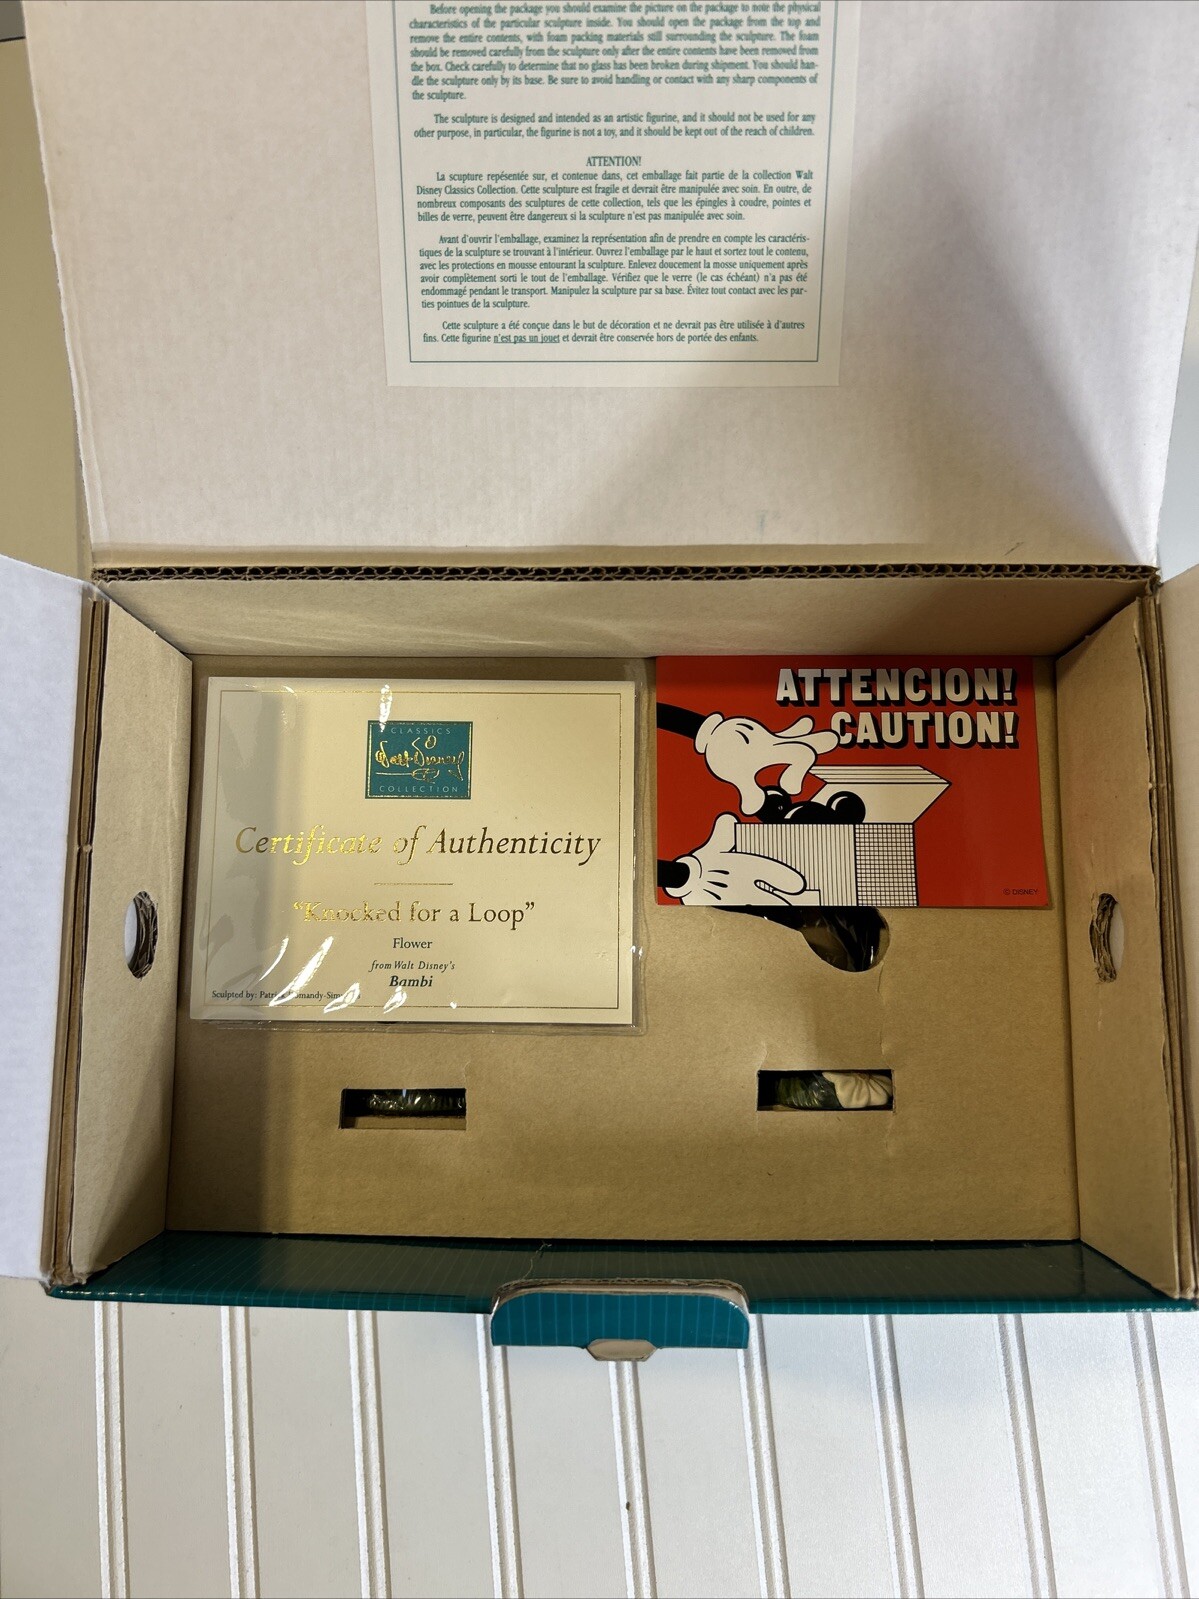 Before opening the package you should examine the picture on the package to note the physical
characteristics of the particular sculpture inside. You should open the package from the top and
remove the entire contents, with foam packing materials still surrounding the sculpture. The foam
should be removed carefully from the sculpture only after the entire contents have been removed from
the box. Check carefully to determine that no glass has been broken during shipment. You should han-
dle the sculpture only by its base. Be sure to avoid handling or contact with any sharp components of
the sculpture.
The sculpture is designed and intended as an artistic figurine, and it should not be used for any
other purpose, in particular, the figurine is not a toy, and it should be kept out of the reach of children.
ATTENTION!
La scupture repésentée sur, et contenue dans, cet emballage fait partie de la collection Walt
Disney Classics Collection. Cette sculpture est fragile et devrait être manipulée avec soin. En outre, de
nombreux composants des sculptures de cette collection, tels que les épingles à coudre, pointes et
billes de verre, peuvent être dangereux si la sculpture n'est pas manipulée avec soin.
Avant d'ouvrir l'emballage, examinez la représentation afin de prendre en compte les caractéris-
tiques de la sculpture se trouvant à l'intérieur. Ouvrez l'emballage par le haut et sortez tout le contenu,
avec les protections en mousse entourant la sculpture. Enlevez doucement la mosse uniquement après
avoir complètement sorti le tout de l'emballage. Vérifiez que le verre (le cas échéant) n'a pas été
endommagé pendant le transport. Manipulez la sculpture par sa base. Évitez tout contact avec les par-
ties pointues de la sculpture.
Cette sculpture a été conçue dans le but de décoration et ne devrait pas être utilisée à d'autres
fins. Cette figurine n'est pas un jouet et devrait être conservée hors de portée des enfants.
CLASSICS
Walt Disney
COLLECTION
Certificate of Authenticity
"Knocked for a Loop"
Flower
from Walt Disney's
Bambi
Sculpted by:
ATTENCION!
CAUTION!
© DISNEY